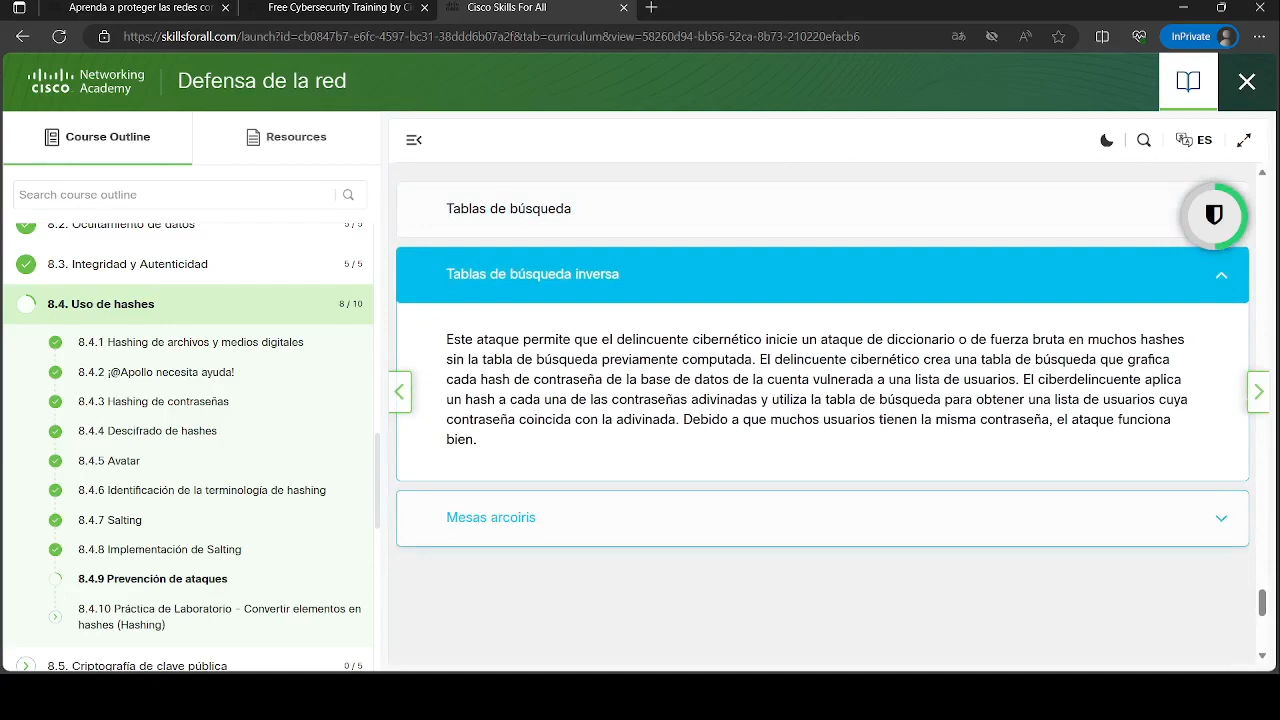 Aprenda a proteger las redes cor
Free Cybersecurity Training by Ci
Cisco Skills For All
https://skillsforall.com/launch?id=cb0847b7-e6fc-4597-bc31-38ddd6b07a2f&tab=curriculum&view=58260d94-bb56-52ca-8b73-210220efacb6
InPrivate
CISCO Networking Academy
Defensa de la red
Course Outline
Resources
ES
Search course outline
8.2. Ocultamiento de datos 5 / 5
8.3. Integridad y Autenticidad 5 / 5
8.4. Uso de hashes 8 / 10
8.4.1 Hashing de archivos y medios digitales
8.4.2 ¡@Apollo necesita ayuda!
8.4.3 Hashing de contraseñas
8.4.4 Descifrado de hashes
8.4.5 Avatar
8.4.6 Identificación de la terminología de hashing
8.4.7 Salting
8.4.8 Implementación de Salting
8.4.9 Prevención de ataques
8.4.10 Práctica de Laboratorio - Convertir elementos en
hashes (Hashing)
8.5. Criptografía de clave pública 0 / 5
Tablas de búsqueda
Tablas de búsqueda inversa
Este ataque permite que el delincuente cibernético inicie un ataque de diccionario o de fuerza bruta en muchos hashes
sin la tabla de búsqueda previamente computada. El delincuente cibernético crea una tabla de búsqueda que grafica
cada hash de contraseña de la base de datos de la cuenta vulnerada a una lista de usuarios. El ciberdelincuente aplica
un hash a cada una de las contraseñas adivinadas y utiliza la tabla de búsqueda para obtener una lista de usuarios cuya
contraseña coincida con la adivinada. Debido a que muchos usuarios tienen la misma contraseña, el ataque funciona
bien.
Mesas arcoíris